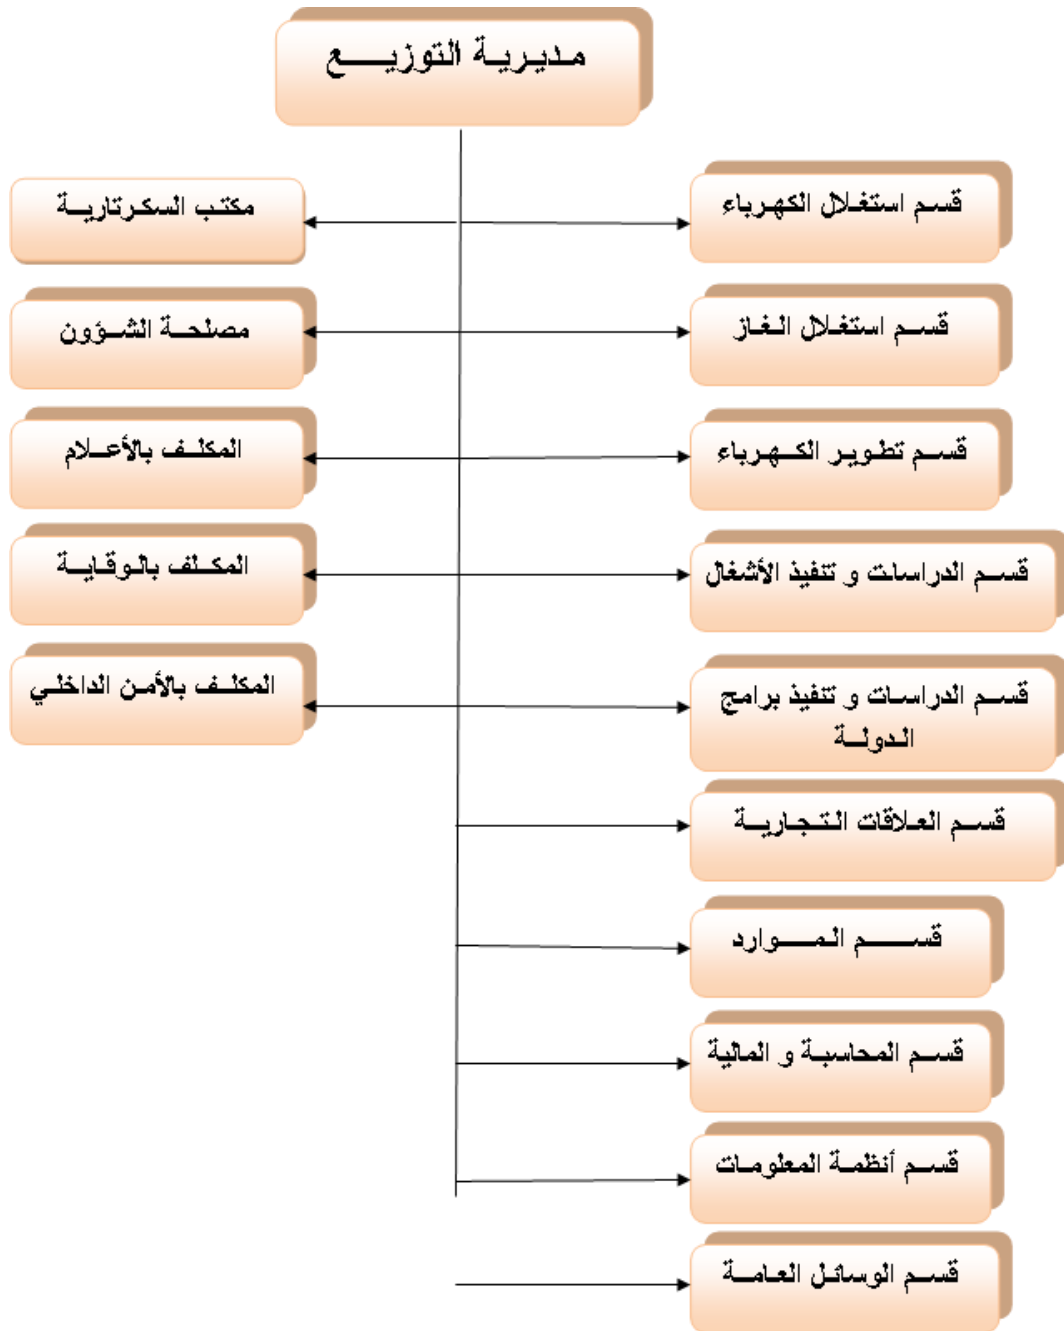 مديرية التوزيع
قسم استغلال الكهرباء
مكتب السكرتارية
قسم استغلال الغاز
مصلحة الشؤون
قسم تطوير الكهرباء
المكلف بالأعلام
قسم الدراسات و تنفيذ الأشغال
المكلف بالوقاية
قسم الدراسات و تنفيذ برامج
الدولة
المكلف بالأمن الداخلي
قسم العلاقات التجارية
قسم الموارد
قسم المحاسبة و المالية
قسم أنظمة المعلومات
قسم الوسائل العامة